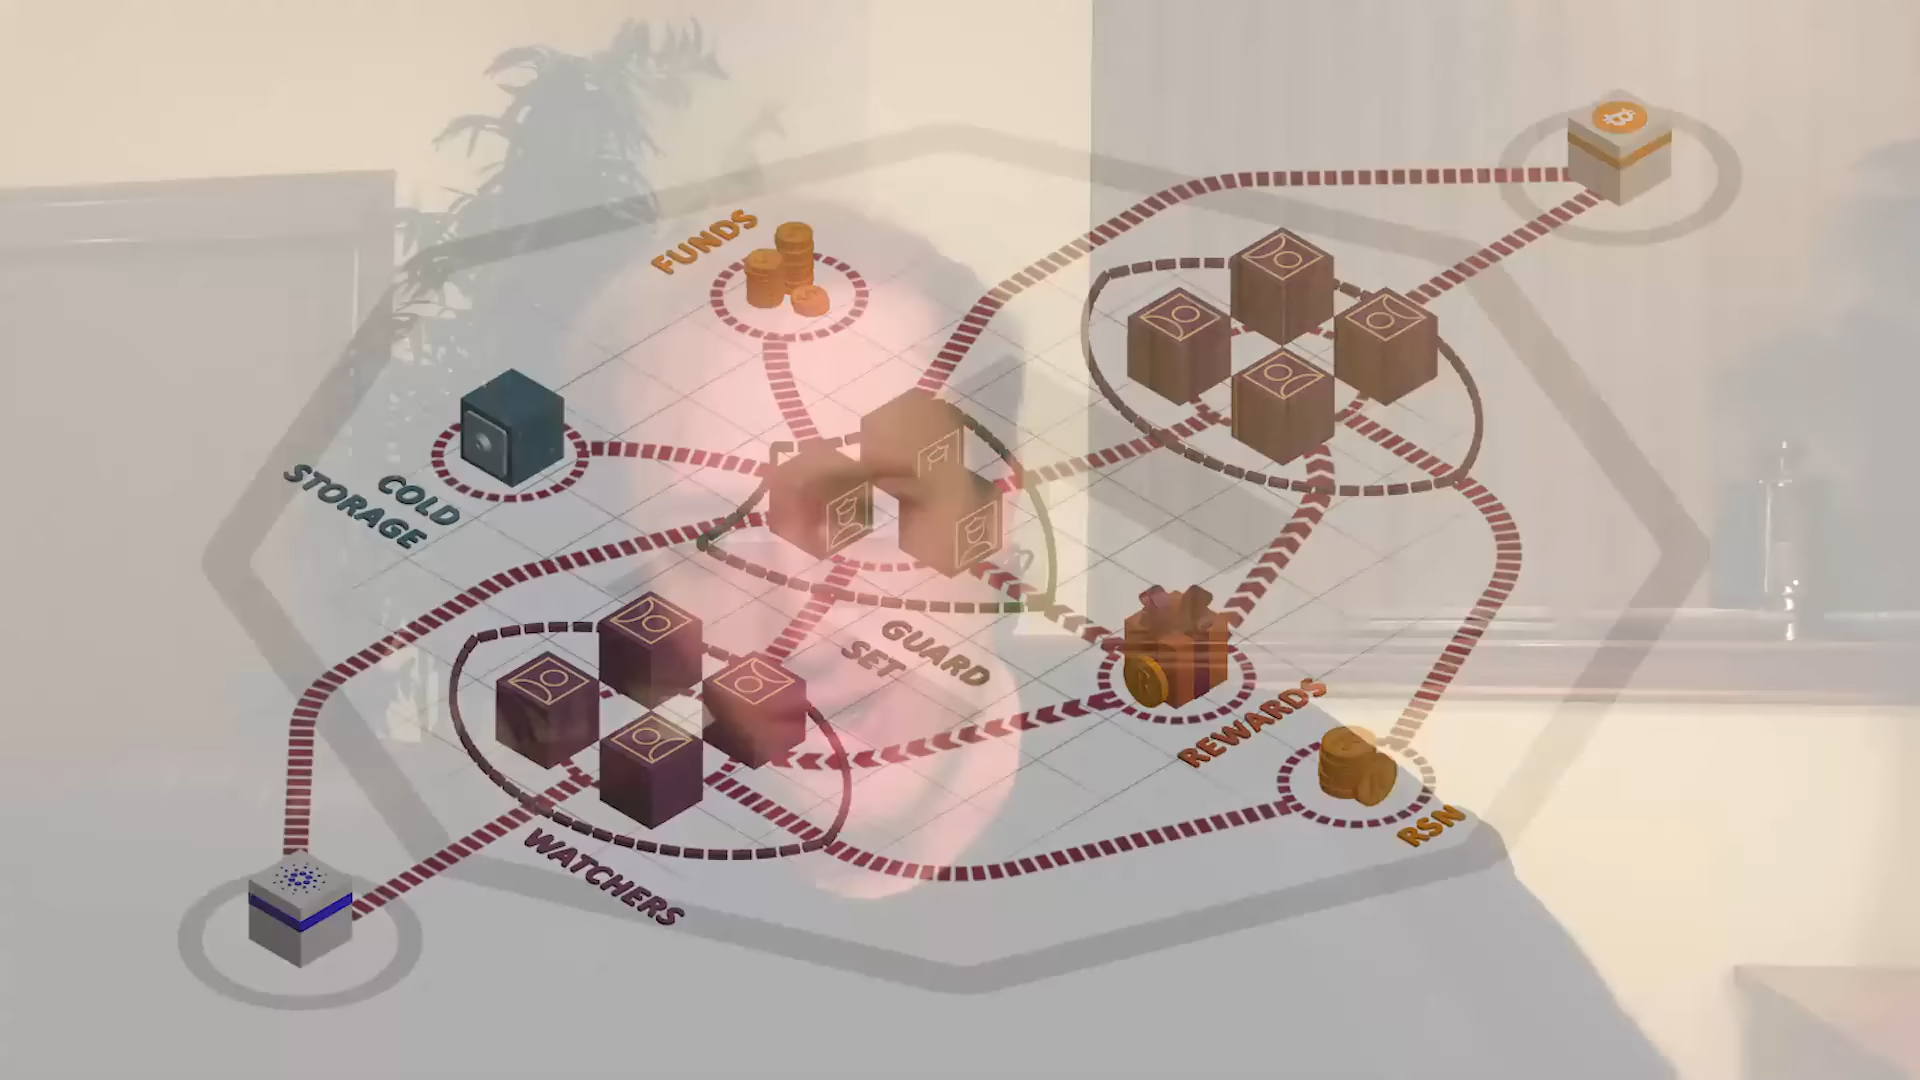 FUNDS
COLD
STORAGE
GUARD
SET
REWARDS
RSN
WATCHERS